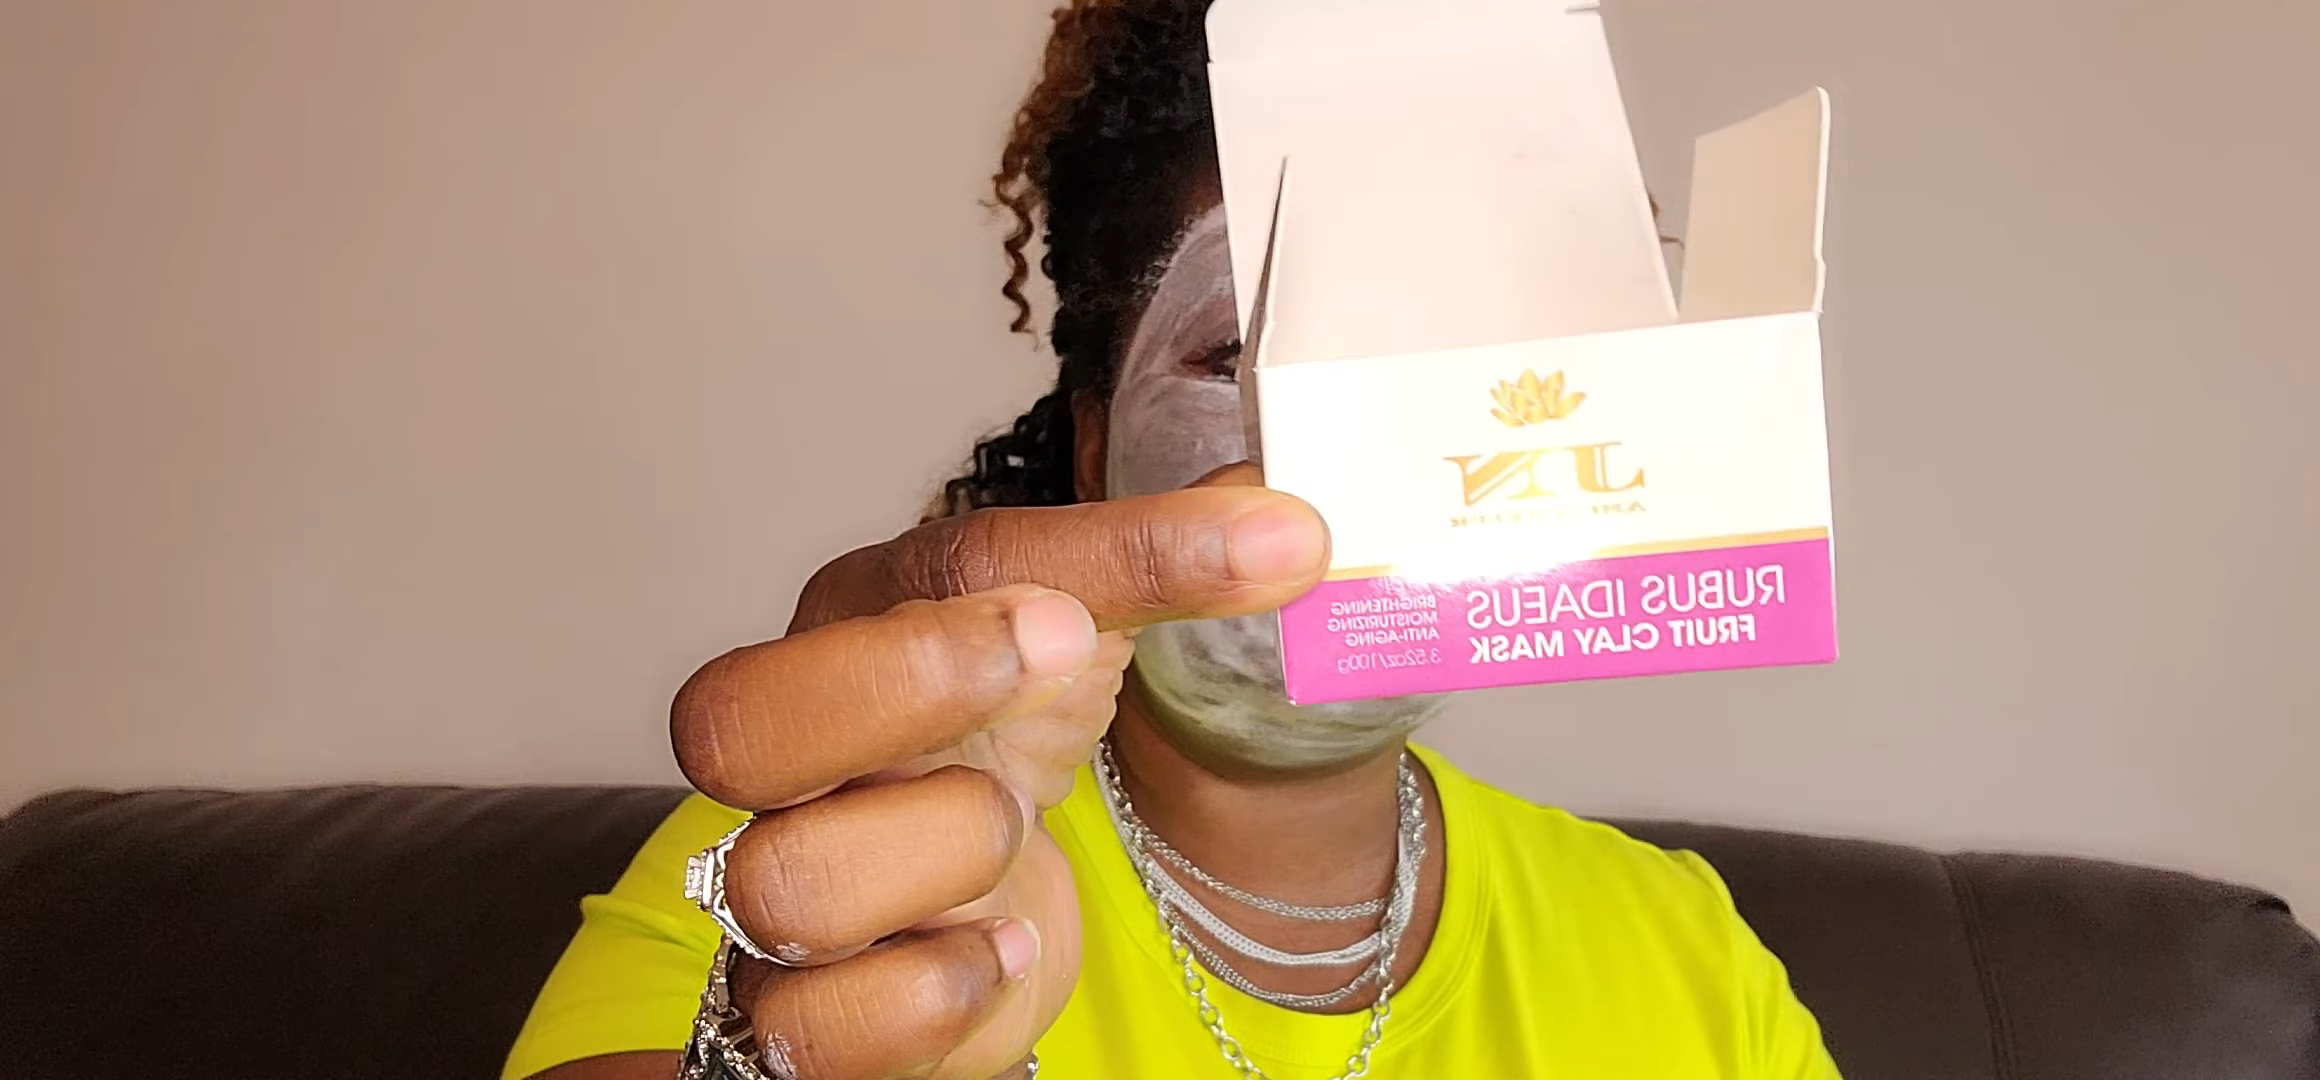 JN
RUBUS IDAEUS
FRUIT CLAY MASK
BRIGHTENING
MOISTURIZING
ANTI-AGING
3.52oz/100g